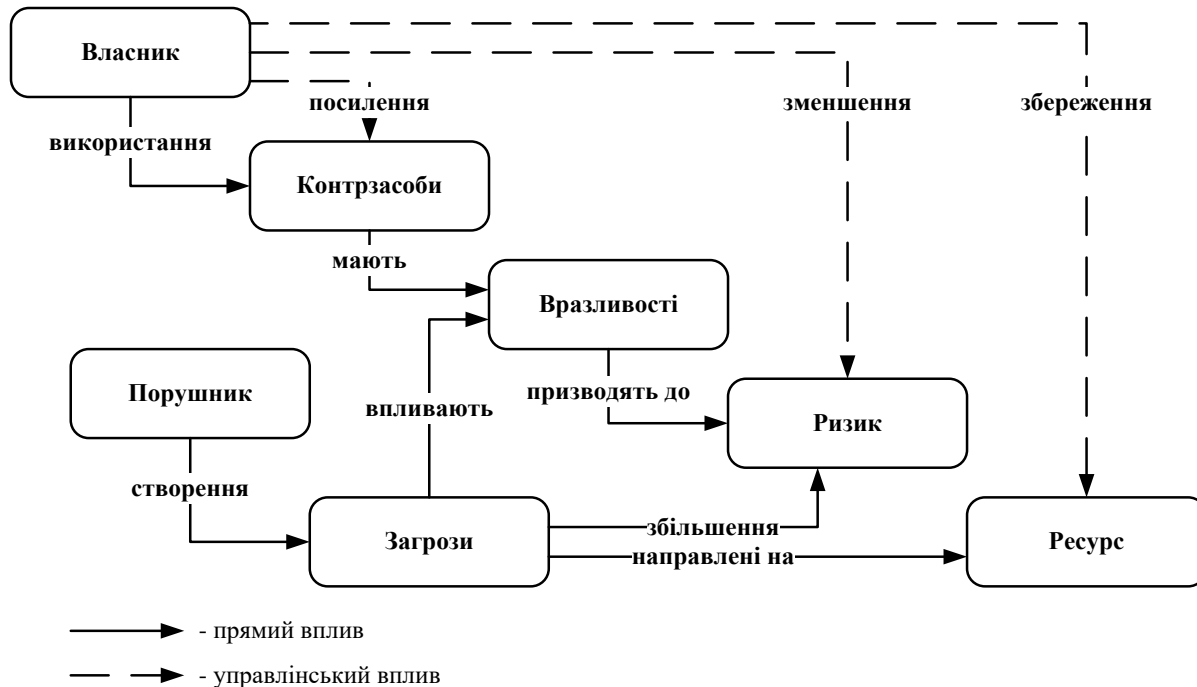 Власник
посилення
зменшення
збереження
використання
Контрзасоби
мають
Вразливості
Порушник
впливають
призводять до
Ризик
створення
Загрози
збільшення
направлені на
Ресурс
- прямий вплив
- управлінський вплив